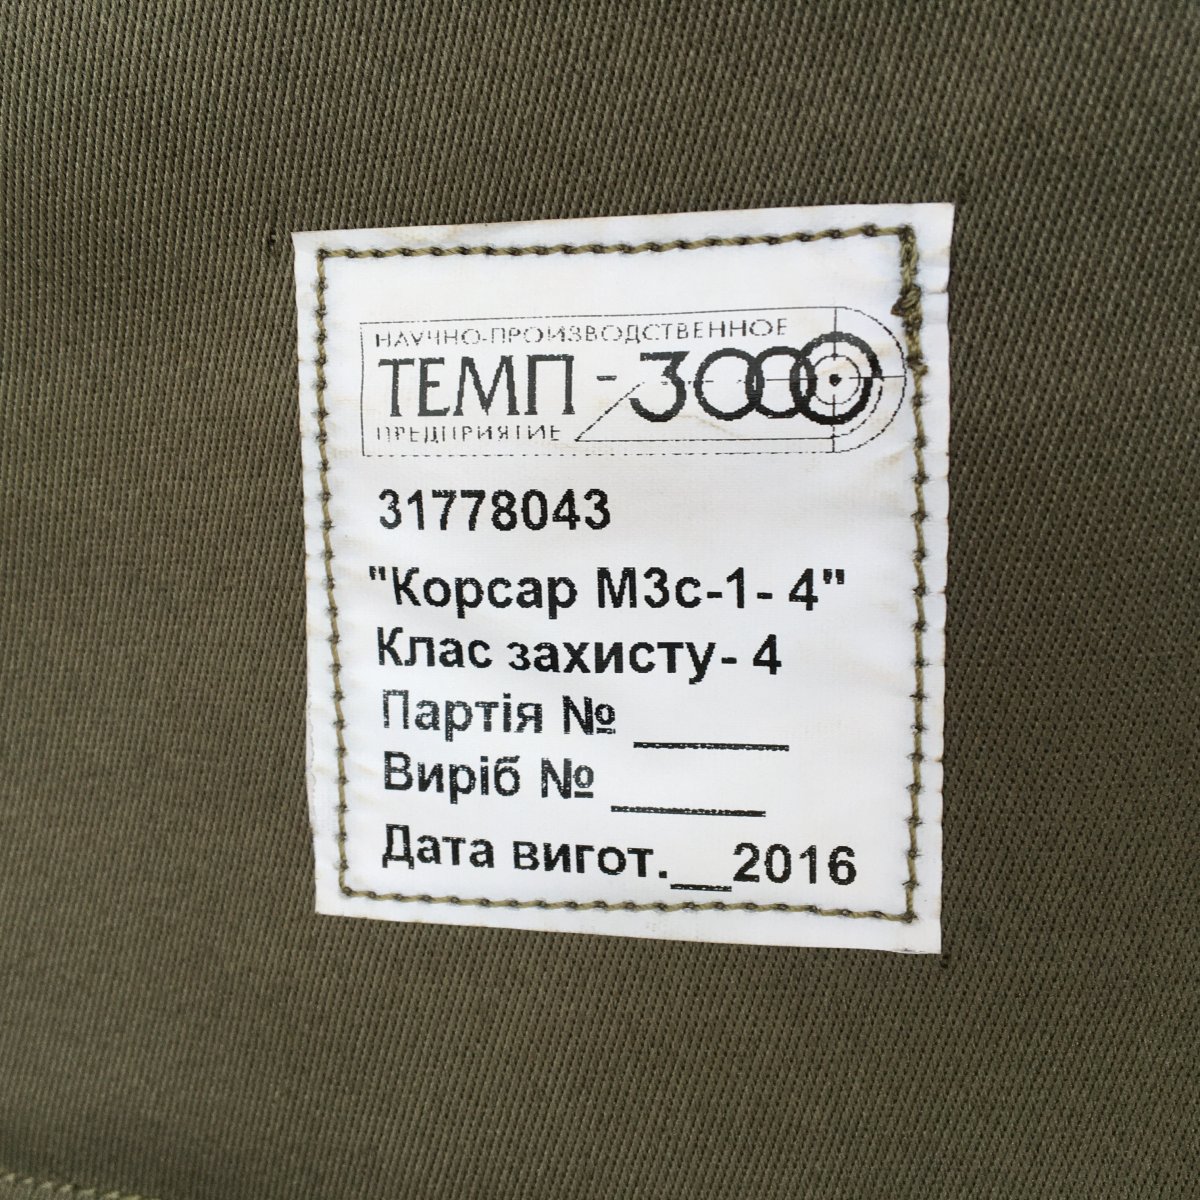 НАУЧНО-ПРОИЗВОДСТВЕННОЕ
ТЕМП - 3000
ПРЕДПРИЯТИЕ
31778043
"Корсар М3с-1- 4"
Клас захисту- 4
Партія № ______
Виріб № ______
Дата вигот.__2016